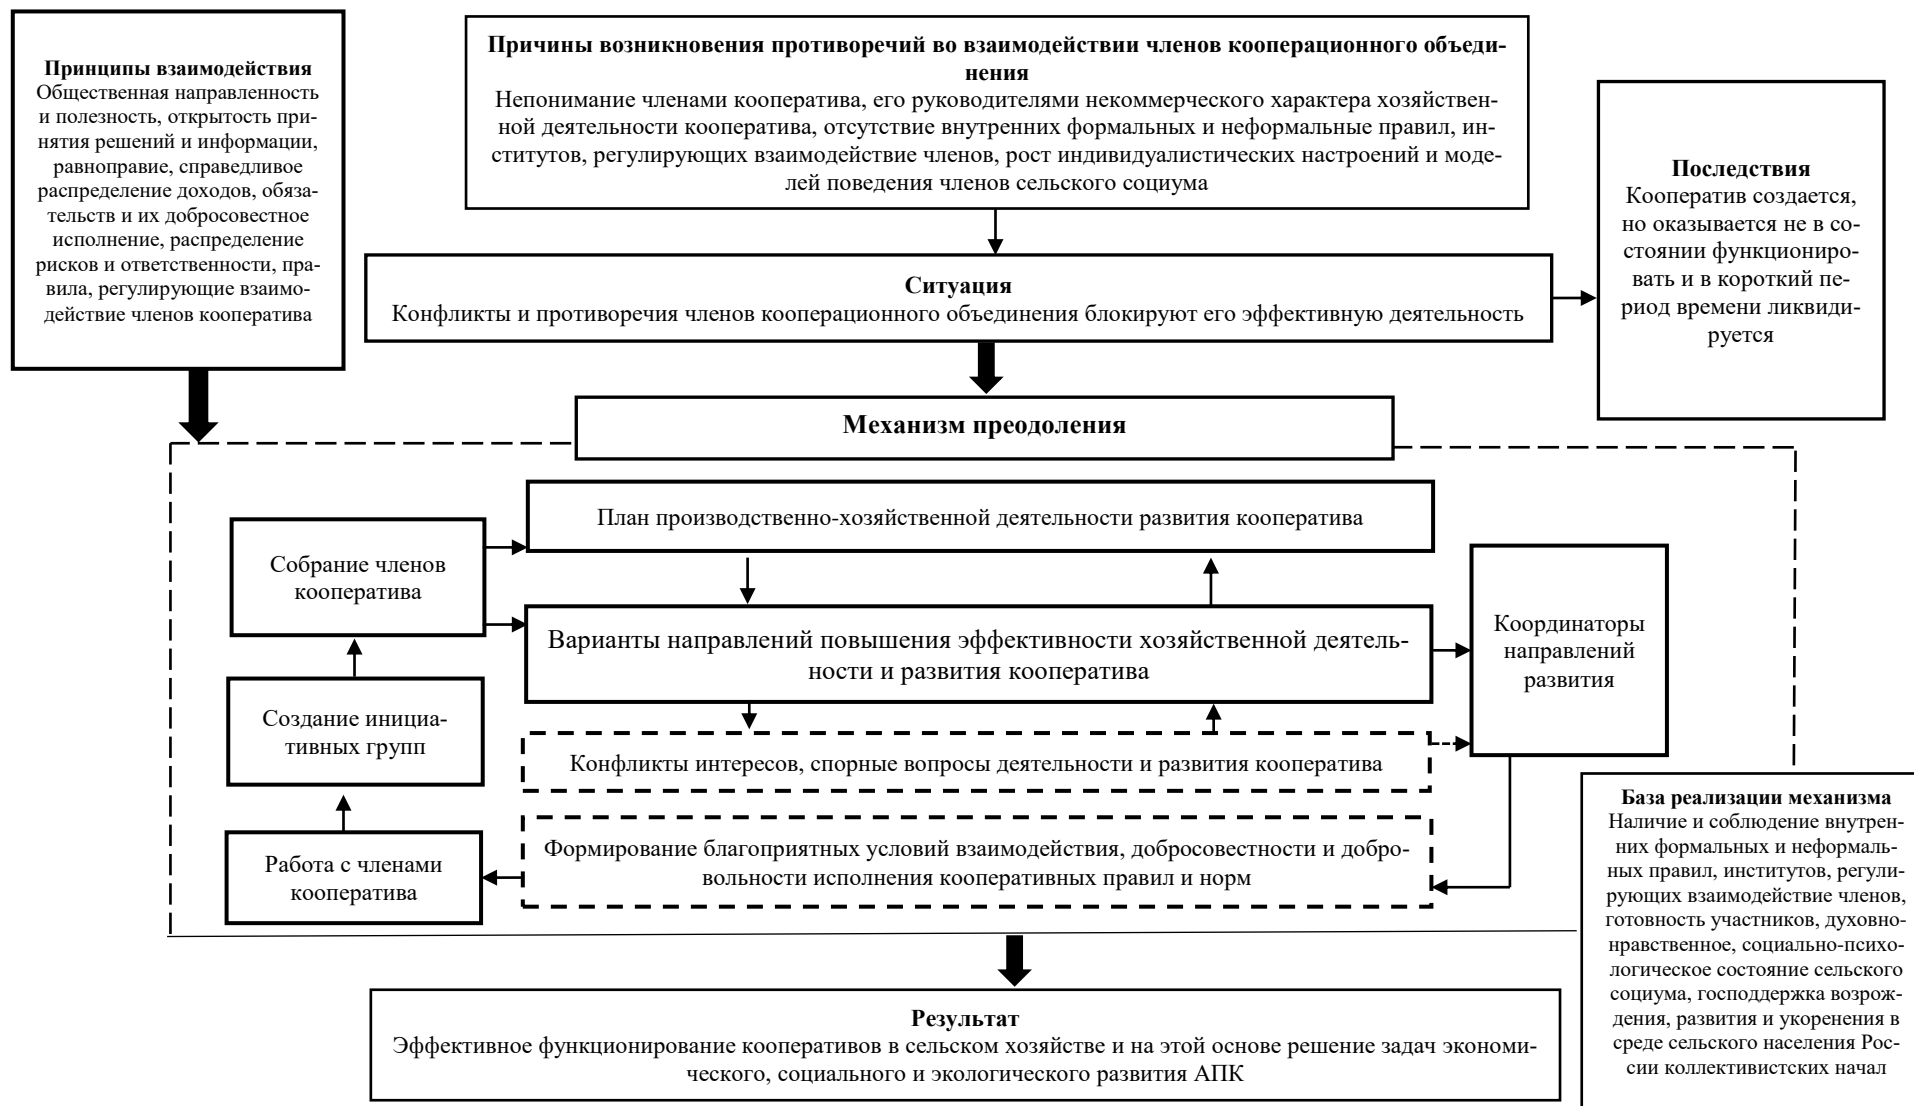 Принципы взаимодействия
Общественная направленность
и полезность, открытость при-
нятия решений и информации,
равноправие, справедливое
распределение доходов, обяза-
тельств и их добросовестное
исполнение, распределение
рисков и ответственности, пра-
вила, регулирующие взаимо-
действие членов кооператива
Причины возникновения противоречий во взаимодействии членов кооперационного объеди-
нения
Непонимание членами кооператива, его руководителями некоммерческого характера хозяйствен-
ной деятельности кооператива, отсутствие внутренних формальных и неформальные правил, ин-
ститутов, регулирующих взаимодействие членов, рост индивидуалистических настроений и моде-
лей поведения членов сельского социума
Последствия
Кооператив создается,
но оказывается не в со-
стоянии функциониро-
вать и в короткий пе-
риод времени ликвиди-
руется
Ситуация
Конфликты и противоречия членов кооперационного объединения блокируют его эффективную деятельность
Механизм преодоления
План производственно-хозяйственной деятельности развития кооператива
Собрание членов
кооператива
Варианты направлений повышения эффективности хозяйственной деятель-
ности и развития кооператива
Координаторы
направлений
развития
Создание инициа-
тивных групп
Конфликты интересов, спорные вопросы деятельности и развития кооператива
Работа с членами
кооператива
Формирование благоприятных условий взаимодействия, добросовестности и добро-
вольности исполнения кооперативных правил и норм
База реализации механизма
Наличие и соблюдение внутрен-
них формальных и неформаль-
ных правил, институтов, регули-
рующих взаимодействие членов,
готовность участников, духовно-
нравственное, социально-психо-
логическое состояние сельского
социума, господдержка возрож-
дения, развития и укоренения в
среде сельского населения Рос-
сии коллективистских начал
Результат
Эффективное функционирование кооперативов в сельском хозяйстве и на этой основе решение задач экономи-
ческого, социального и экологического развития АПК